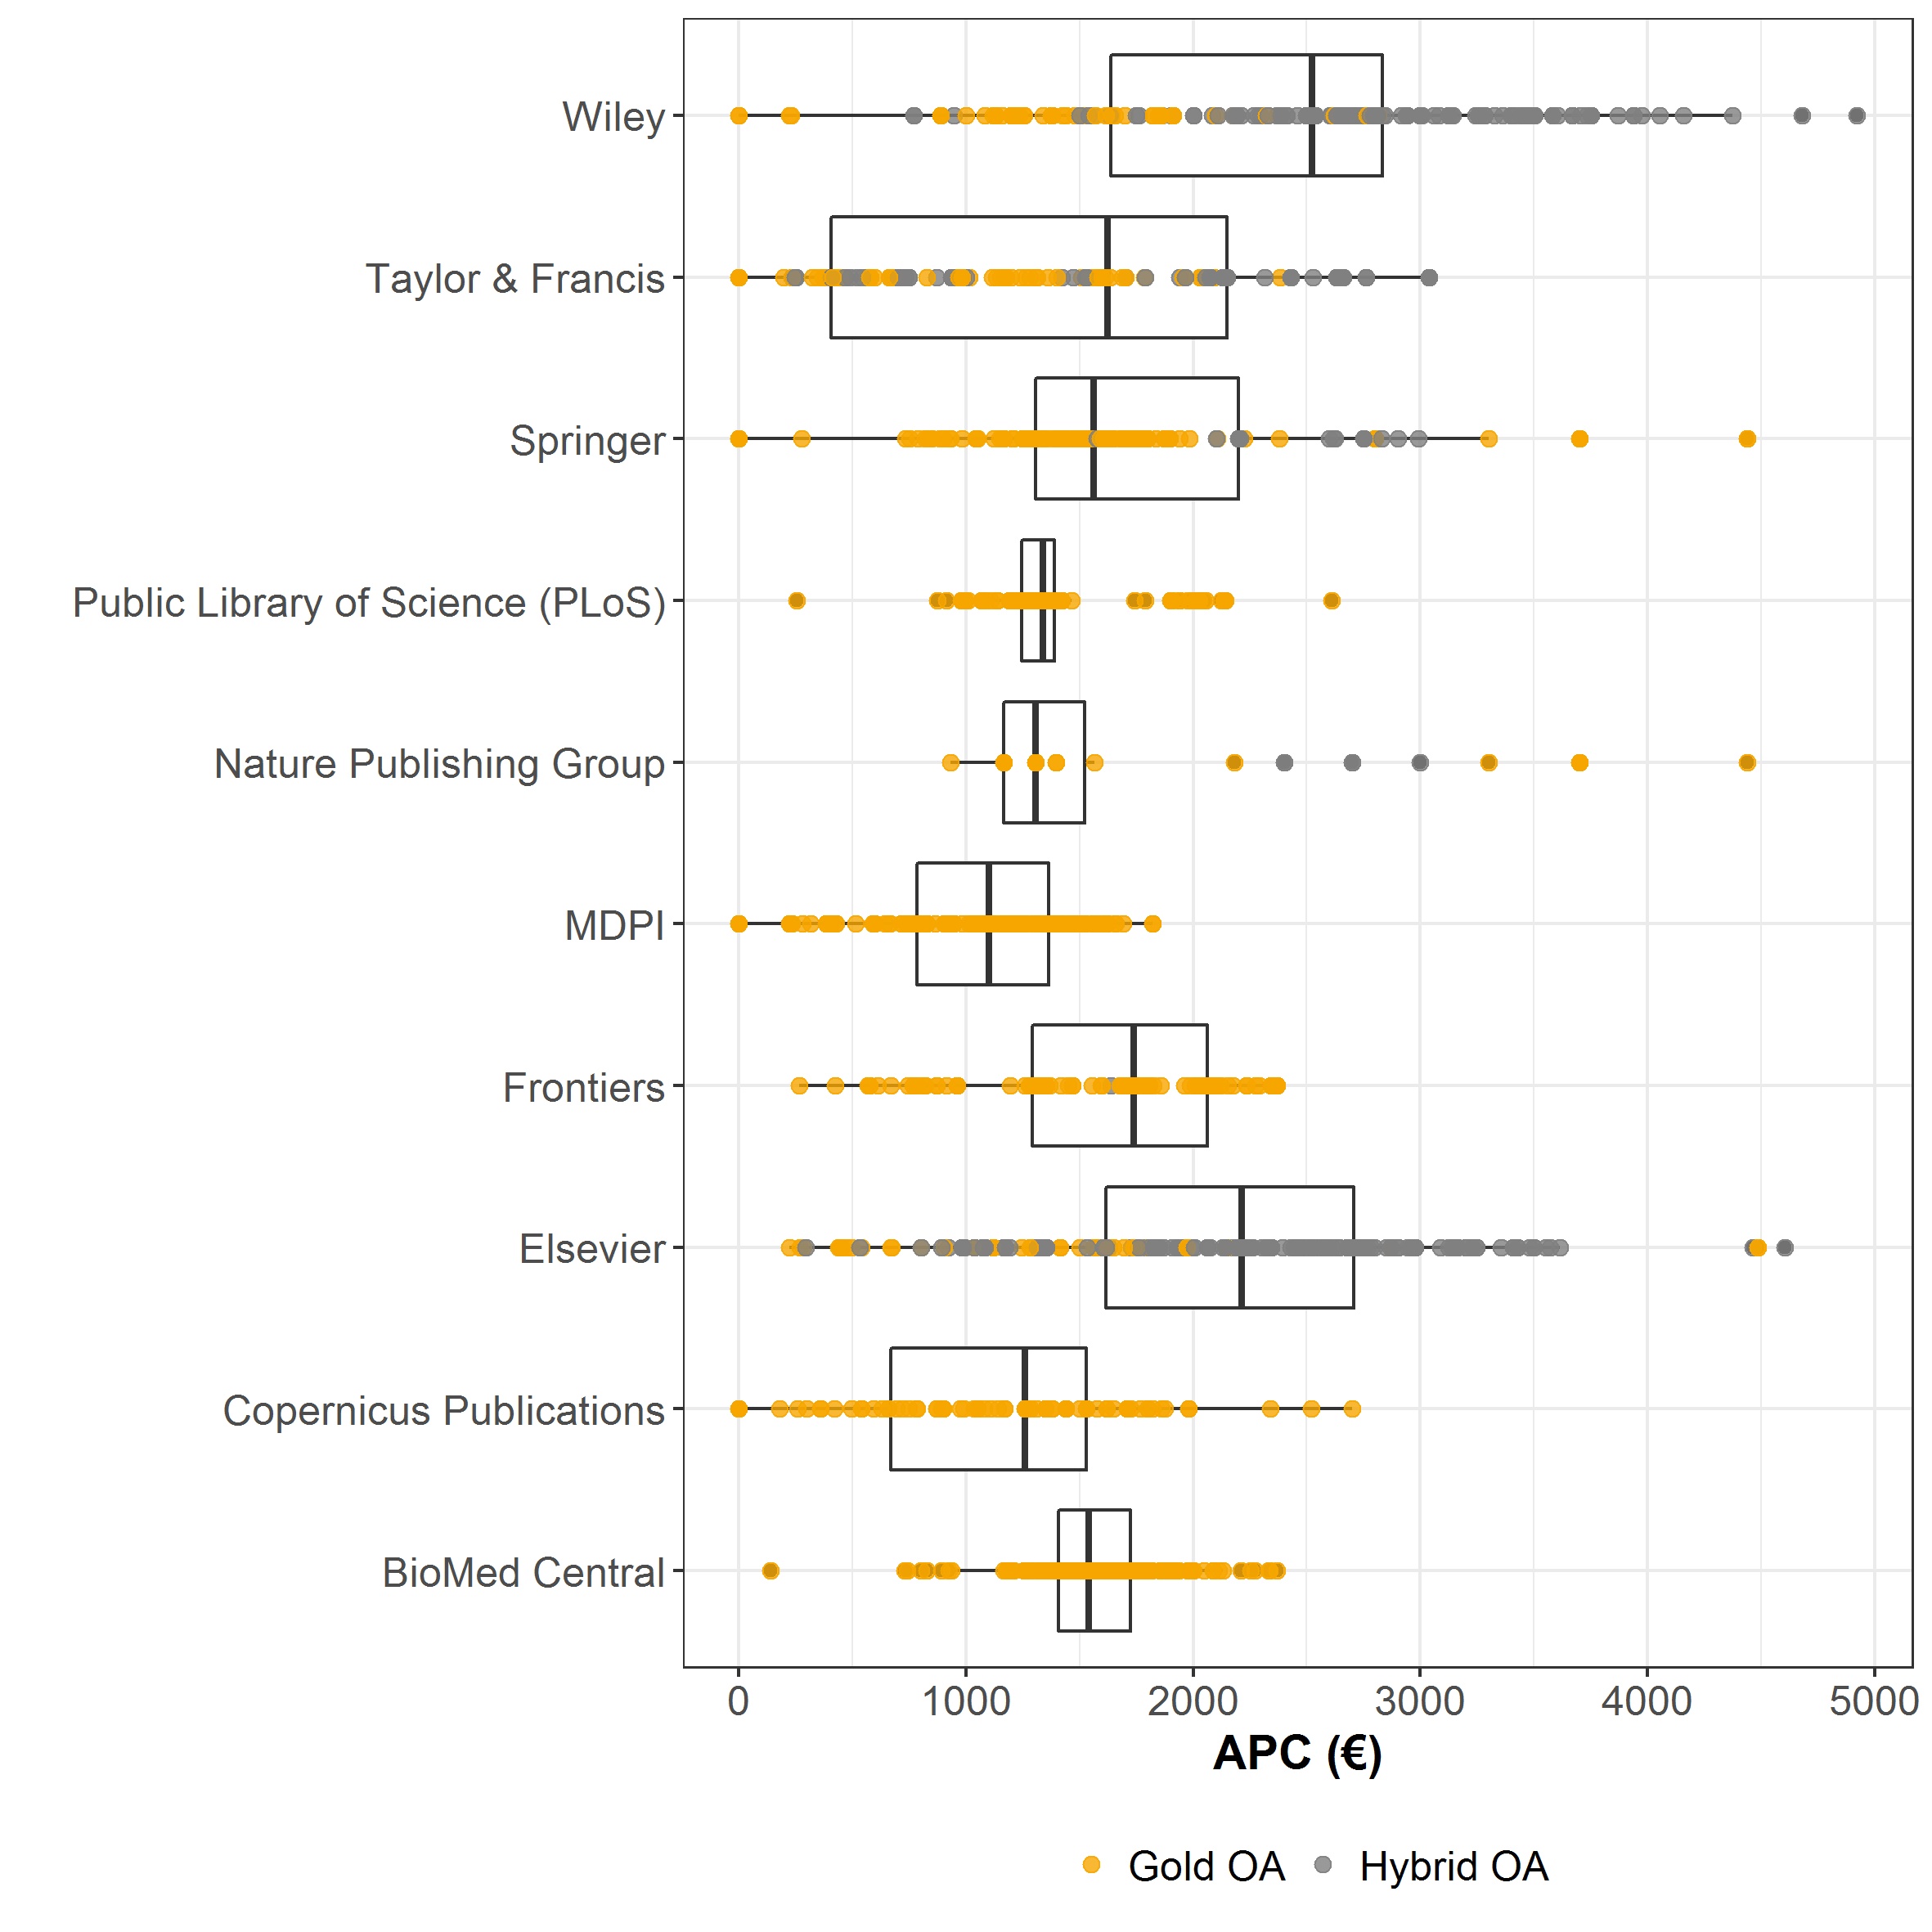 Wiley
Taylor & Francis
Springer
Public Library of Science (PLoS)
Nature Publishing Group
MDPI
Frontiers
Elsevier
Copernicus Publications
BioMed Central
0 1000 2000 3000 4000 5000
APC (€)
Gold OA Hybrid OA